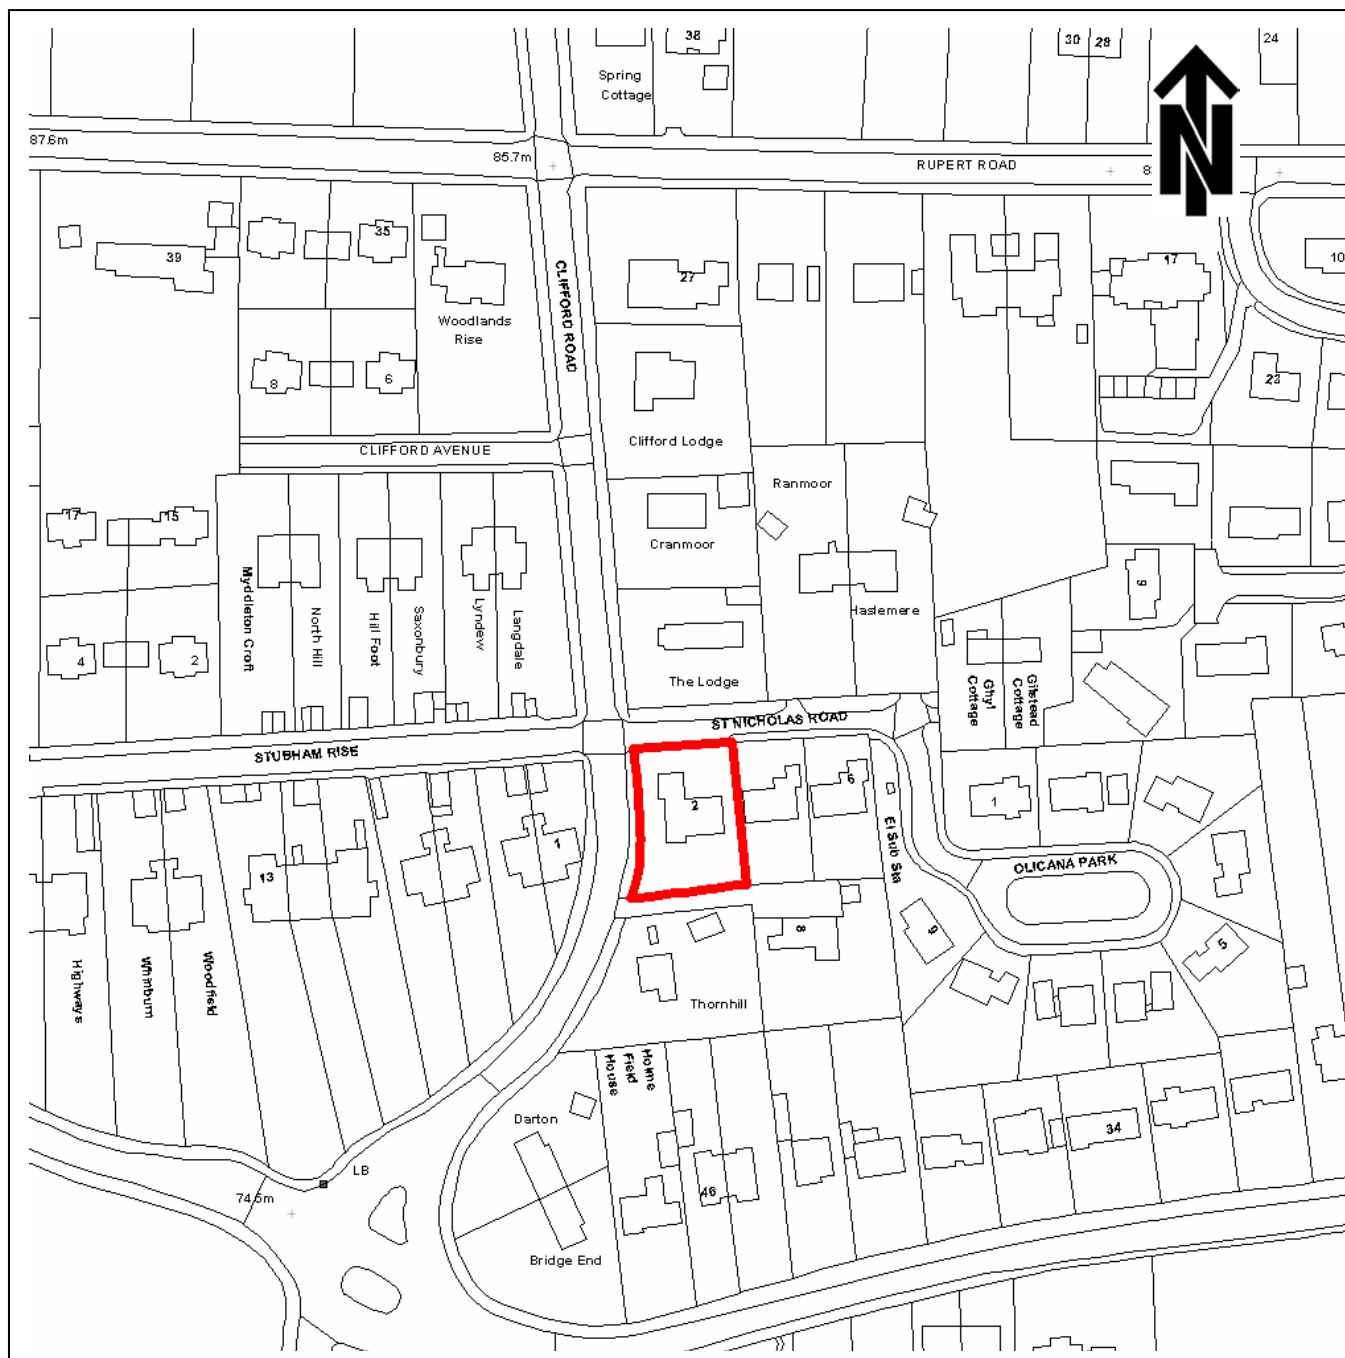 38
30
29
24
Spring
Cottage
N
87.6m
85.7m
RUPERT ROAD
8
39
35
27
17
10
CLIFFORD ROAD
Woodlands
Rise
8
6
23
Clifford Lodge
CLIFFORD AVENUE
Ranmoor
17
15
Cranmoor
Haslemere
9
Myddleton Croft
North Hill
Hill Foot
Saxonbury
Lyndew
Langdale
4
2
The Lodge
Ghyl
Cottage
Gilstead
Cottage
ST NICHOLAS ROAD
STUBHAM RISE
2
6
1
El Sub Sta
1
13
OLICANA PARK
8
9
5
Highways
Whinburn
Woodfield
Thornhill
Holme
Field
House
Darton
34
LB
46
74.5m
Bridge End